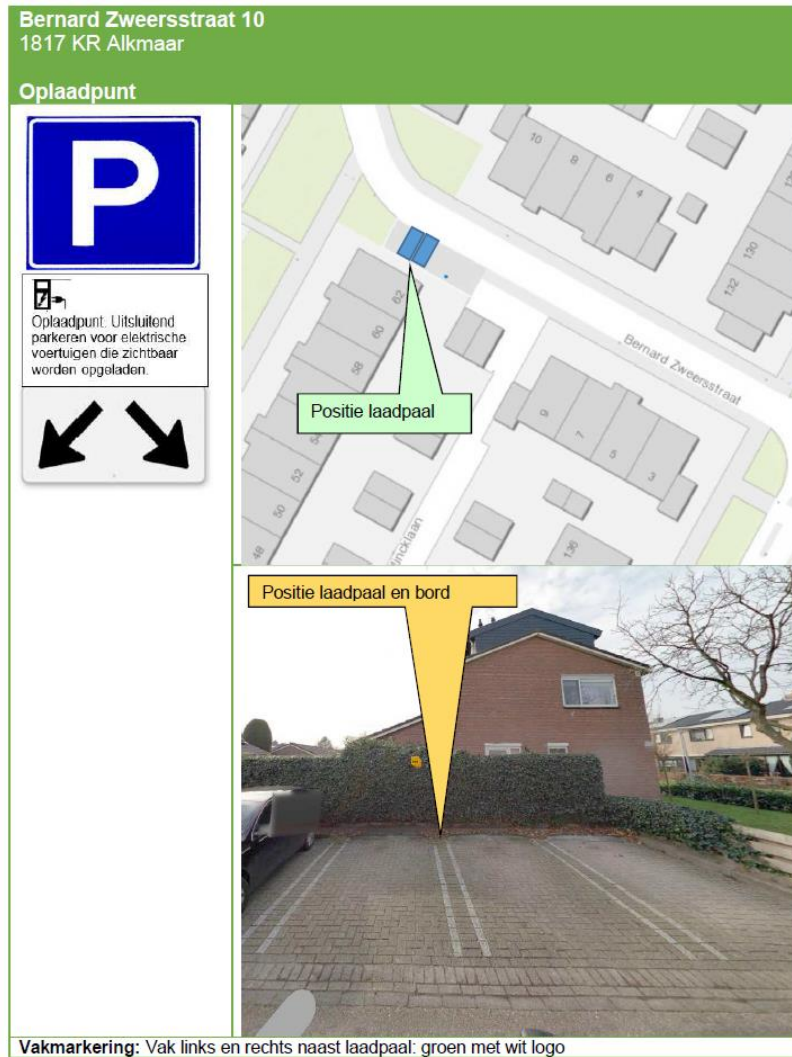 Bernard Zweersstraat 10
1817 KR Alkmaar
Oplaadpunt
P
Oplaadpunt. Uitsluitend
parkeren voor elektrische
voertuigen die zichtbaar
worden opgeladen.
10
8
6
4
130
132
62
60
58
54
52
50
48
9
7
5
3
136
Bernard Zweersstraat
Positie laadpaal
Positie laadpaal en bord
Vakmarkering: Vak links en rechts naast laadpaal: groen met wit logo